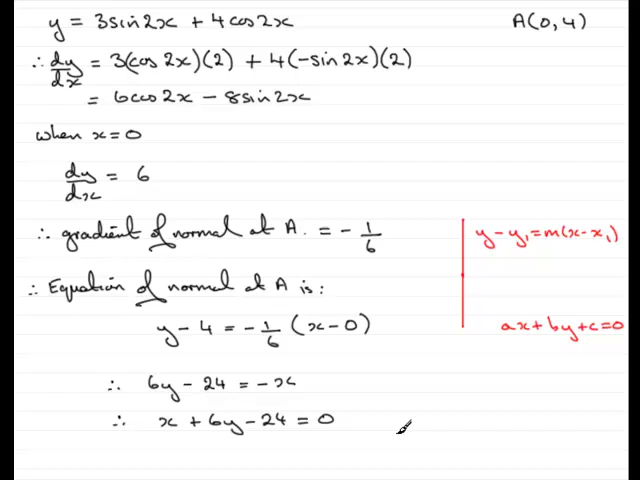 y = 3sin2x + 4cos2x A(0, 4)
∴ dy/dx = 3(cos 2x)(2) + 4(-sin 2x)(2)
= 6cos2x - 8sin2x
when x=0
dy/dx = 6
∴ gradient of normal at A. = -1/6
y - y₁ = m(x - x₁)
∴ Equation of normal at A is:
y - 4 = -1/6 (x - 0)
ax + by + c = 0
∴ 6y - 24 = -x
∴ x + 6y - 24 = 0